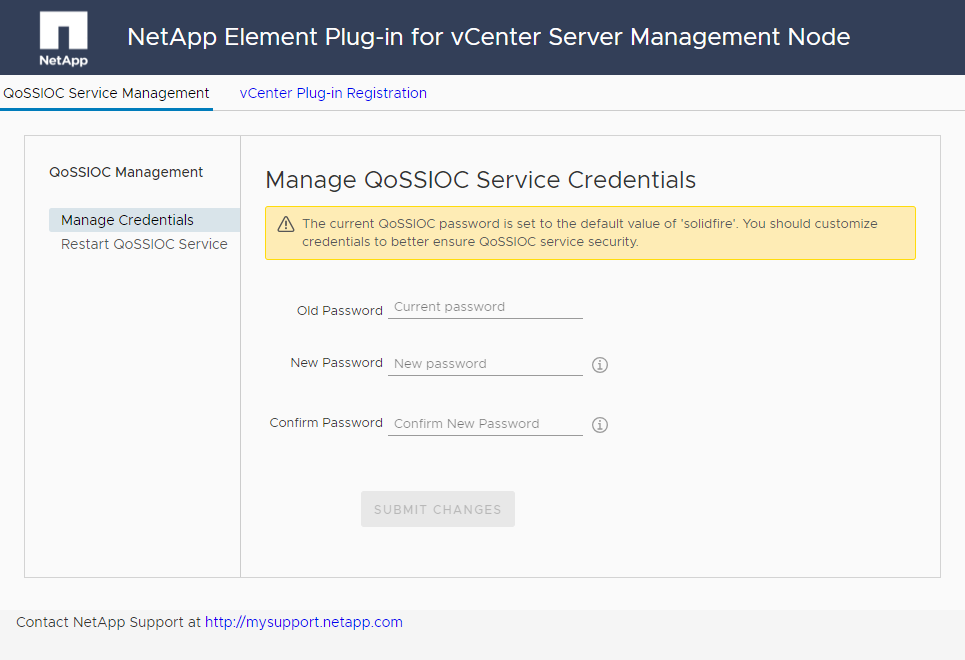 NetApp
NetApp Element Plug-in for vCenter Server Management Node
QoSSIOC Service Management
vCenter Plug-in Registration
QoSSIOC Management
Manage Credentials
Restart QoSSIOC Service
Manage QoSSIOC Service Credentials
The current QoSSIOC password is set to the default value of 'solidfire'. You should customize
credentials to better ensure QoSSIOC service security.
Old Password Current password
New Password New password
Confirm Password Confirm New Password
SUBMIT CHANGES
Contact NetApp Support at http://mysupport.netapp.com